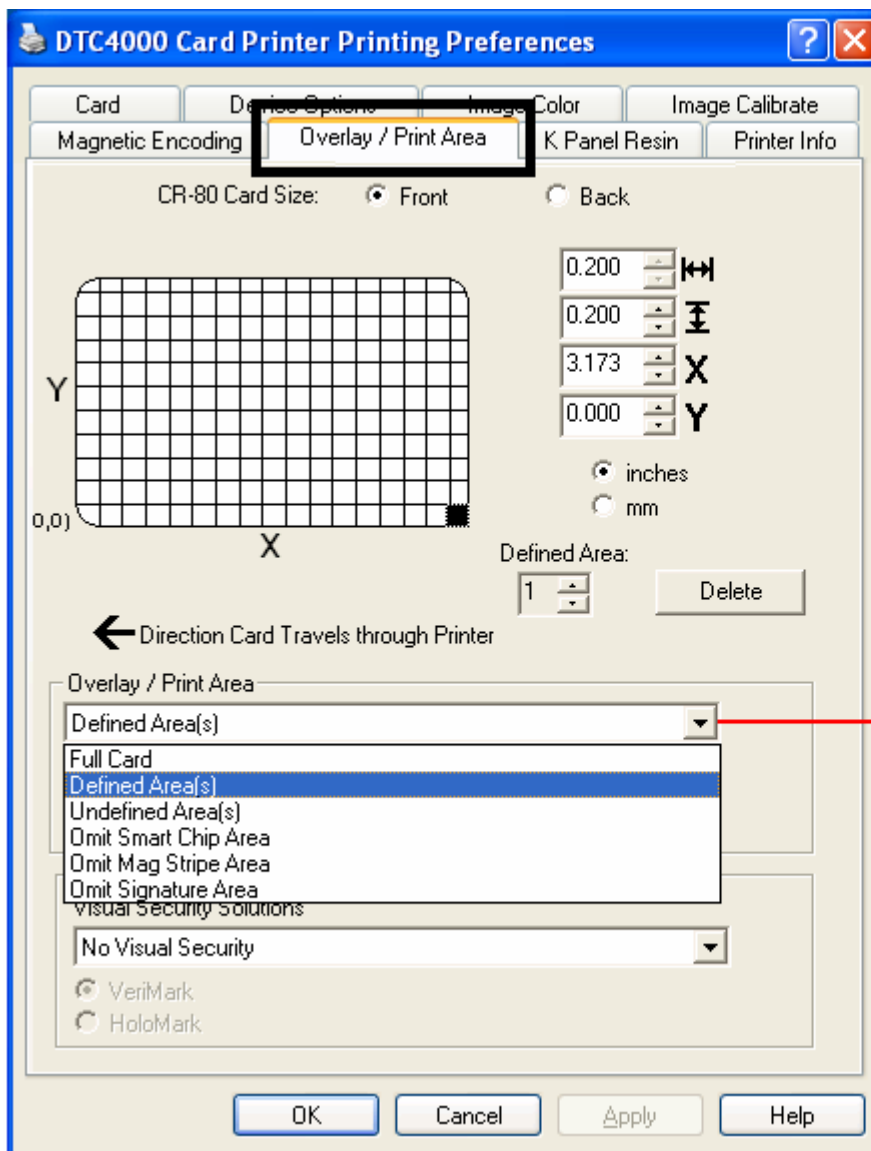 DTC4000 Card Printer Printing Preferences
Card Device Options Image Color Image Calibrate
Magnetic Encoding Overlay / Print Area K Panel Resin Printer Info
CR-80 Card Size: Front Back
0.200
0.200
3.173 X
Y
0.000 Y
inches
mm
0,0)
X
Defined Area:
1 Delete
Direction Card Travels through Printer
Overlay / Print Area
Defined Area(s)
Full Card
Defined Area(s)
Undefined Area(s)
Omit Smart Chip Area
Omit Mag Stripe Area
Omit Signature Area
Visual Security Solutions
No Visual Security
VeriMark
HoloMark
OK Cancel Apply Help